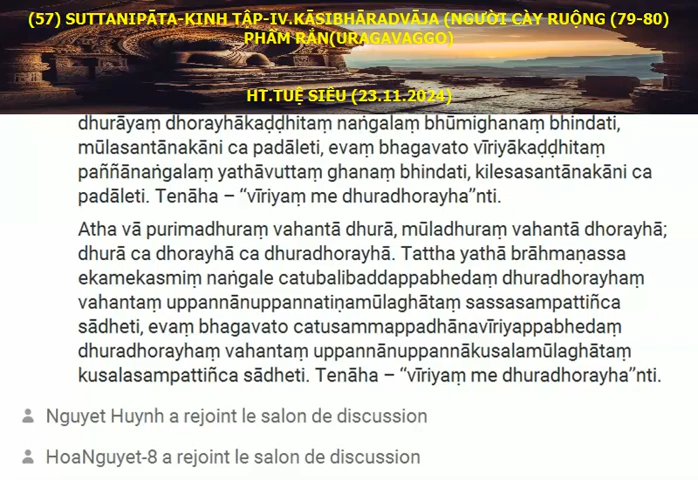 (57) SUTTANIPĀTA-KINH TẬP-IV.KĀSIBHĀRADVĀJA (NGƯỜI CÀY RUỘNG (79-80)
PHẨM RẮN(URAGAVAGGO)
HT.TUỆ SIÊU (23.11.2024)
dhurāyaṃ dhorayhākaḍḍhitaṃ naṅgalaṃ bhūmighanaṃ bhindati,
mūlasantānakāni ca padāleti, evaṃ bhagavato vīriyākaḍḍhitaṃ
paññānaṅgalaṃ yathāvuttaṃ ghanaṃ bhindati, kilesasantānakāni ca
padāleti. Tenāha – “vīriyaṃ me dhuradhorayha”nti.
Atha vā purimadhuraṃ vahantā dhurā, mūladhuraṃ vahantā dhorayhā;
dhurā ca dhorayhā ca dhuradhorayhā. Tattha yathā brāhmaṇassa
ekamekasmiṃ naṅgale catubalibaddappabhedaṃ dhuradhorayhaṃ
vahantaṃ uppannānuppannatiṇamūlaghātaṃ sassasampattiñca
sādheti, evaṃ bhagavato catusammappadhānavīriyappabhedaṃ
dhuradhorayhaṃ vahantaṃ uppannānuppannākusalamūlaghātaṃ
kusalasampattiñca sādheti. Tenāha – “vīriyaṃ me dhuradhorayha”nti.
Nguyet Huynh a rejoint le salon de discussion
HoaNguyet-8 a rejoint le salon de discussion